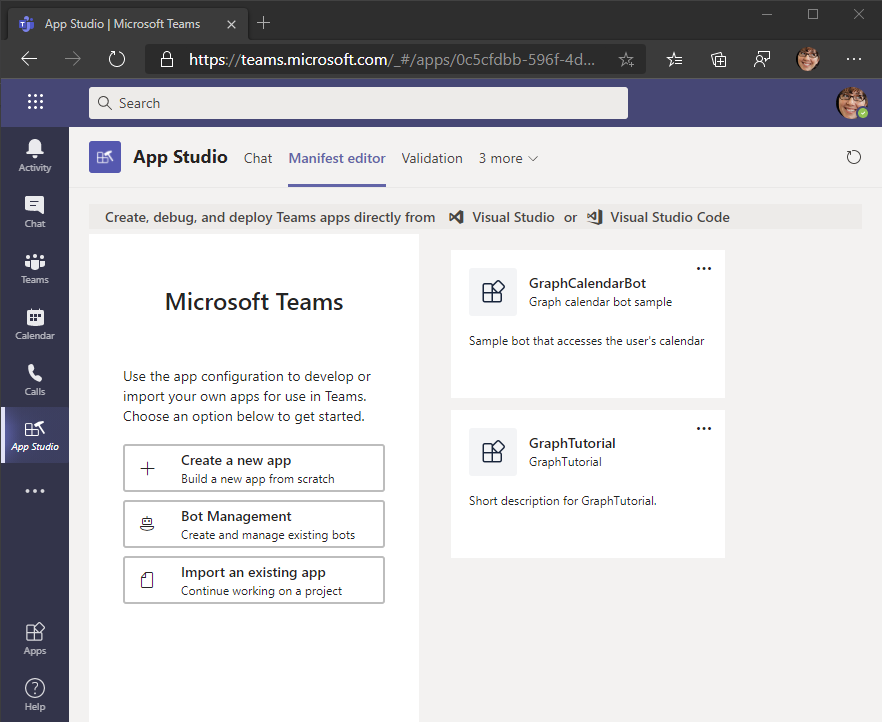 App Studio | Microsoft Teams
https://teams.microsoft.com/_#/apps/0c5cfdbb-596f-4d...
Search
Activity
Chat
Teams
Calendar
Calls
App Studio
Apps
Help
App Studio Chat Manifest editor Validation 3 more
Create, debug, and deploy Teams apps directly from Visual Studio or Visual Studio Code
Microsoft Teams
Use the app configuration to develop or
import your own apps for use in Teams.
Choose an option below to get started.
Create a new app
Build a new app from scratch
Bot Management
Create and manage existing bots
Import an existing app
Continue working on a project
GraphCalendarBot
Graph calendar bot sample
Sample bot that accesses the user's calendar
GraphTutorial
GraphTutorial
Short description for GraphTutorial.